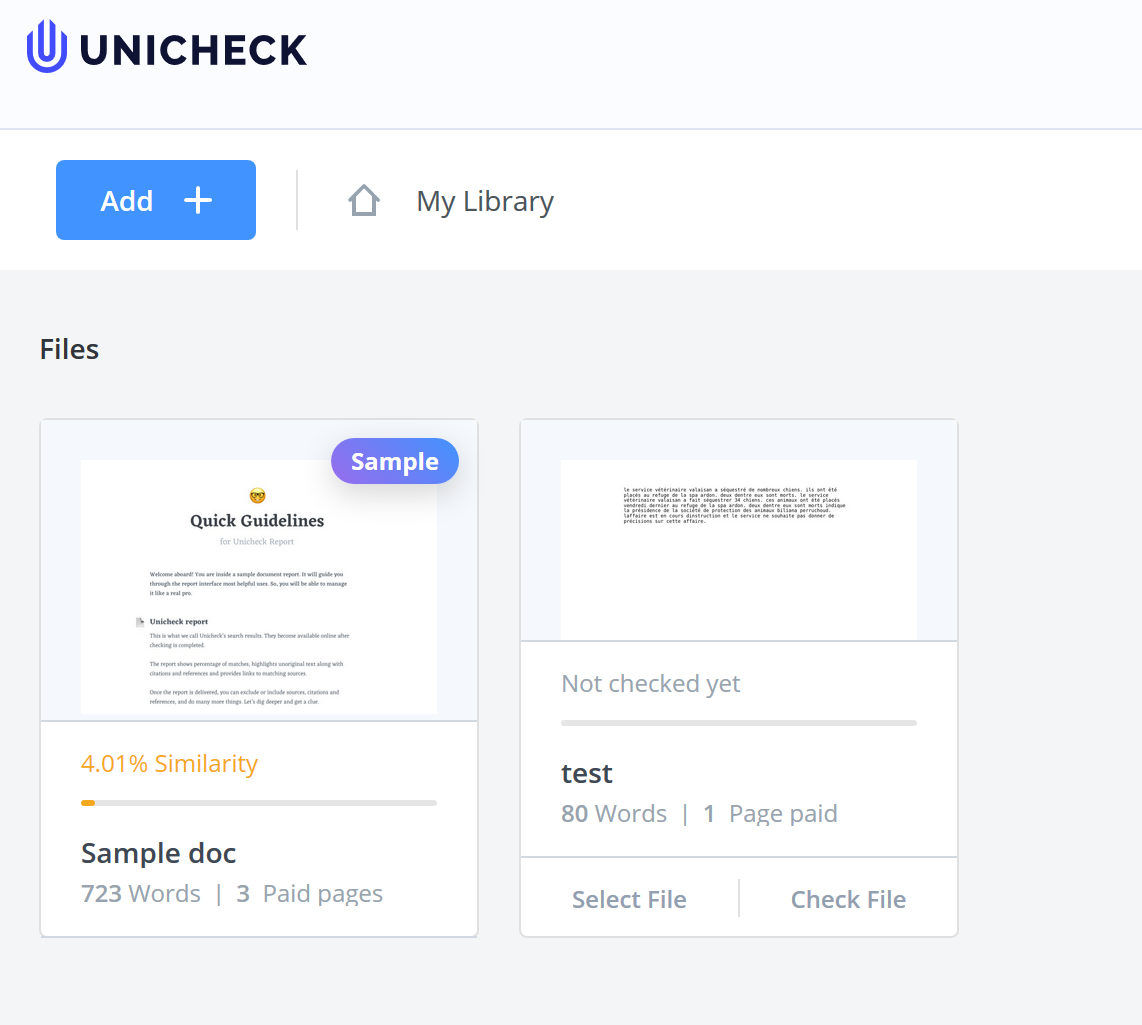 UNICHECK
Add
My Library
Files
Sample
Quick Guidelines
for Unicheck Report
Welcome aboard! You are inside a sample document report. It will guide you
through the report interface most helpful uses. So, you will be able to manage
it like a real pro.
Unicheck report
This is what we call Unicheck's search results. They become available online after
checking is completed.
The report shows percentage of matches, highlights unoriginal text along with
citations and references and provides links to matching sources.
Once the report is delivered, you can exclude or include sources, citations and
references, and do many more things. Let's dig deeper and get a clue.
4.01% Similarity
Sample doc
723 Words | 3 Paid pages
le service vétérinaire valaisan a séquestré de nombreux chiens. ils ont été
placés au refuge de la spa ardon. deux dentre eux sont morts. le service
vétérinaire valaisan a fait séquestrer 34 chiens. ces animaux ont été placés
vendredi dernier au refuge de la spa ardon. deux dentre eux sont morts indique
la présidence de la société de protection des animaux biliana perruchoud.
laffaire est en cours dinstruction et le service ne souhaite pas donner de
précisions sur cette affaire.
Not checked yet
test
80 Words | 1 Page paid
Select File | Check File